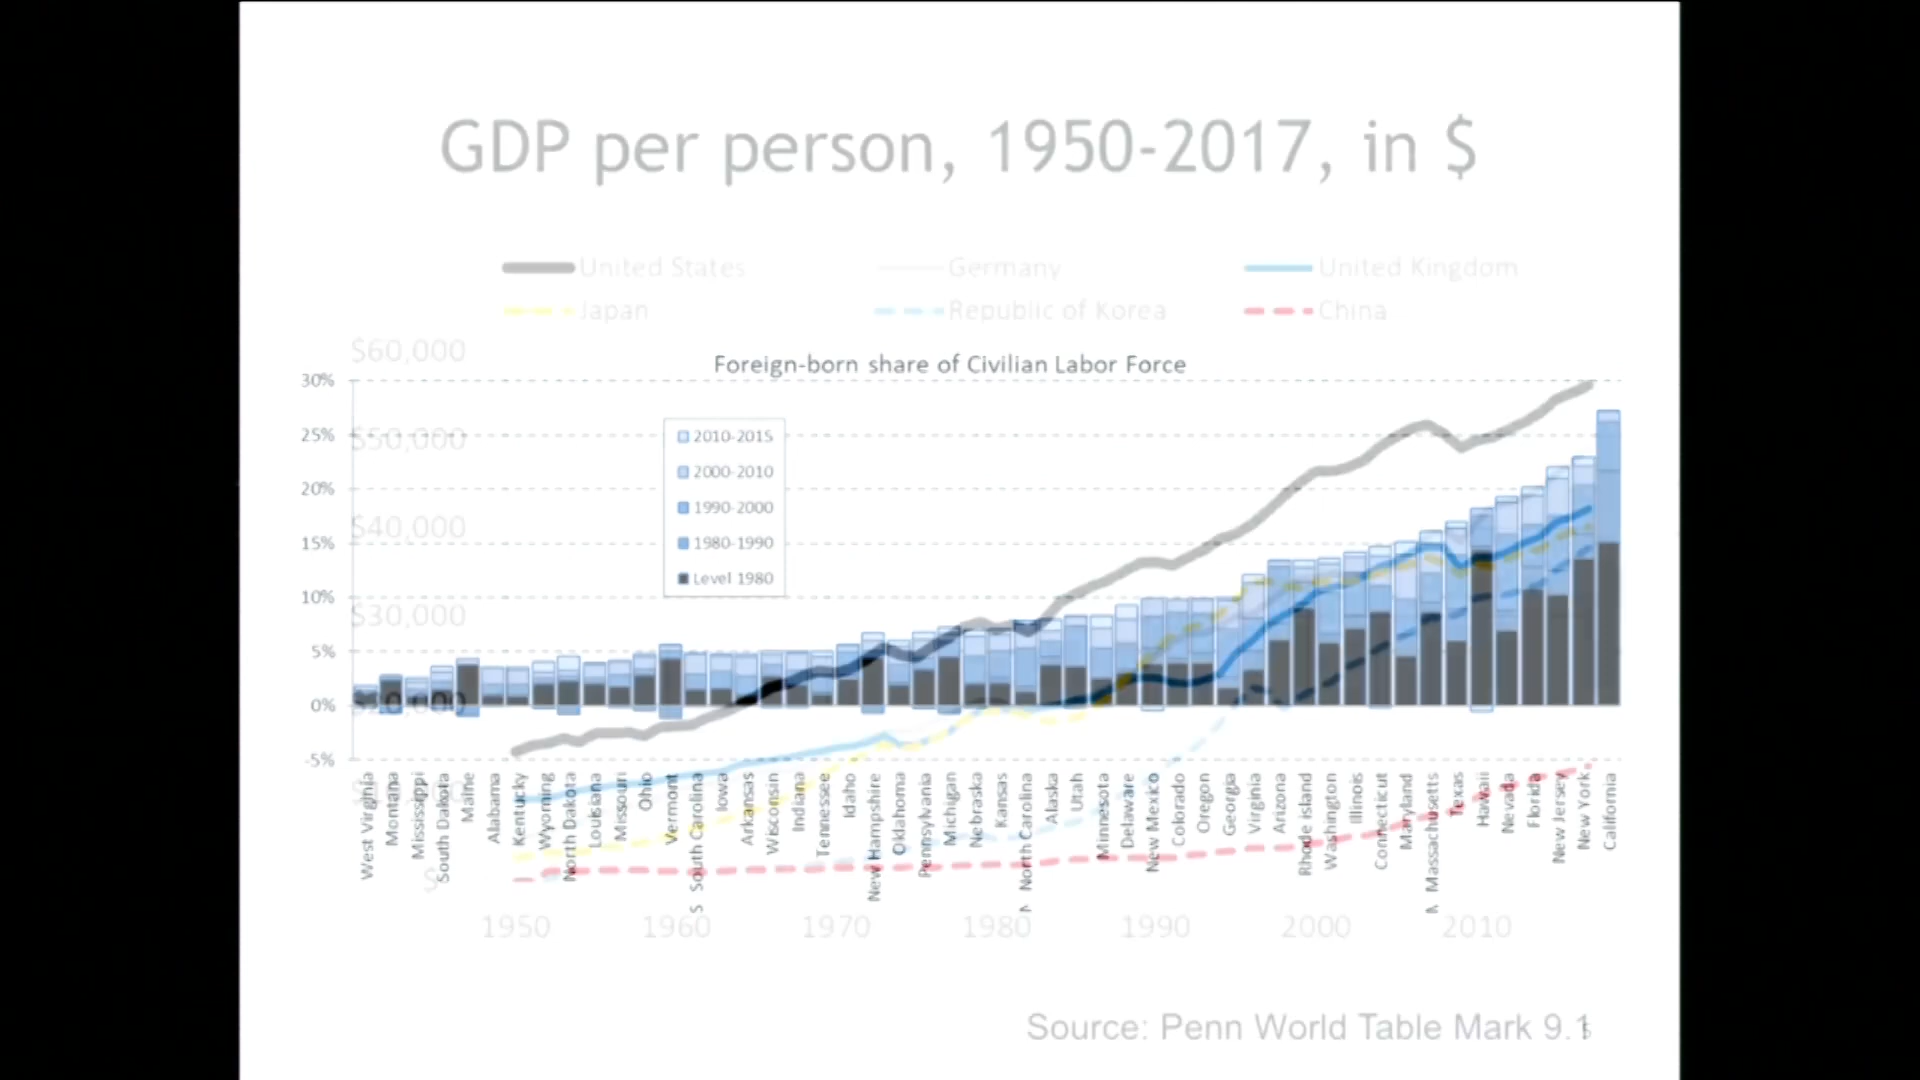 GDP per person, 1950-2017, in $
United States
Germany
United Kingdom
Japan
Republic of Korea
China
$60,000
Foreign-born share of Civilian Labor Force
30%
25%
$50,000
20%
$40,000
15%
10%
$30,000
5%
0%
$20,000
-5%
2010-2015
2000-2010
1990-2000
1980-1990
Level 1980
West Virginia
Montana
Mississippi
South Dakota
Maine
Alabama
Kentucky
Wyoming
North Dakota
Louisiana
Missouri
Ohio
Vermont
South Carolina
Iowa
Arkansas
Wisconsin
Indiana
Tennessee
Idaho
New Hampshire
Oklahoma
Pennsylvania
Michigan
Nebraska
Kansas
North Carolina
Alaska
Utah
Minnesota
Delaware
New Mexico
Colorado
Oregon
Georgia
Virginia
Arizona
Rhode Island
Washington
Illinois
Connecticut
Maryland
Massachusetts
Texas
Hawaii
Nevada
Florida
New Jersey
New York
California
1950
1960
1970
1980
1990
2000
2010
Source: Penn World Table Mark 9.1